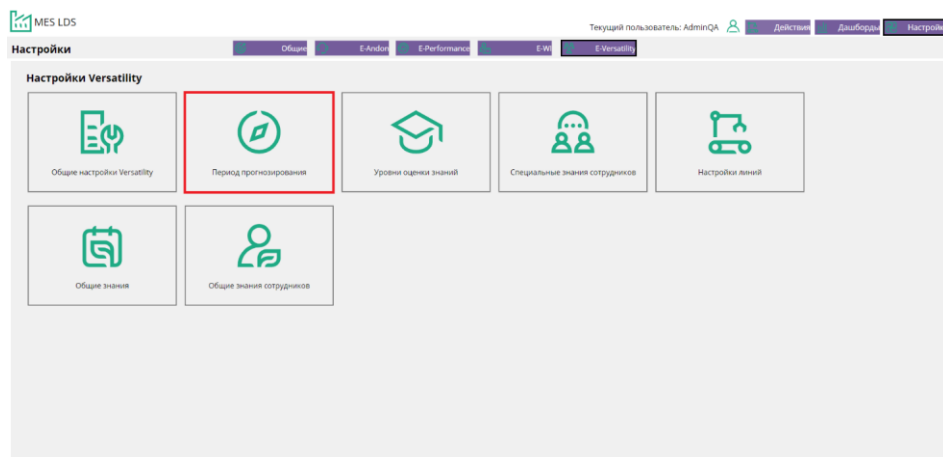 MES LDS
Текущий пользователь: AdminQA
Действия
Дашборды
Настройки
Настройки
Общие
E-Andon
E-Performance
E-WI
E-Versatility
Настройки Versatility
Общие настройки Versatility
Период прогнозирования
Уровни оценки знаний
Специальные знания сотрудников
Настройки линий
Общие знания
Общие знания сотрудников